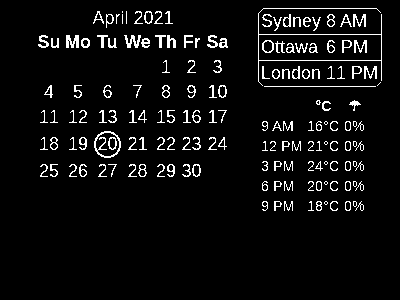 April 2021
Su Mo Tu We Th Fr Sa
1 2 3
4 5 6 7 8 9 10
11 12 13 14 15 16 17
18 19 20 21 22 23 24
25 26 27 28 29 30
Sydney 8 AM
Ottawa 6 PM
London 11 PM
°C ☂
9 AM 16°C 0%
12 PM 21°C 0%
3 PM 24°C 0%
6 PM 20°C 0%
9 PM 18°C 0%